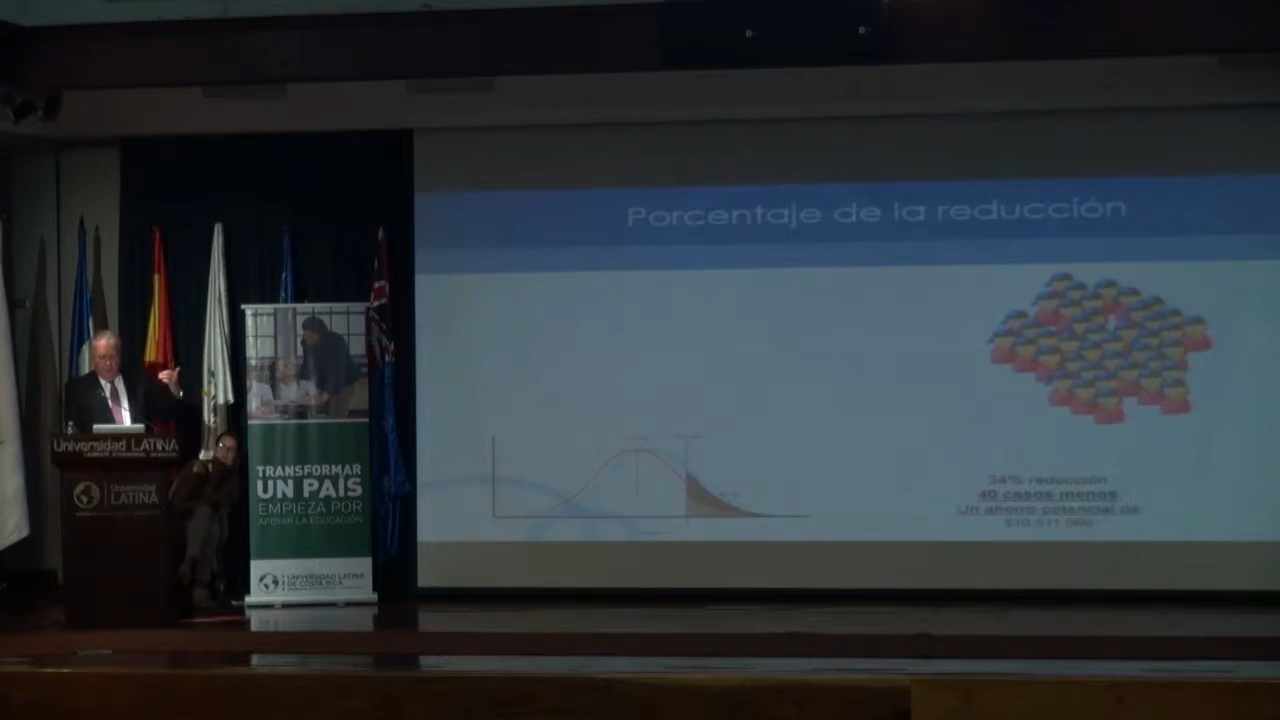 Porcentaje de la reducción
34% reducción
40 casos menos
Un ahorro potencial de
Universidad LATINA
Universidad
LATINA
TRANSFORMAR
UN PAÍS
EMPIEZA POR
APOYAR LA EDUCACIÓN
UNIVERSIDAD LATINA
DE COSTA RICA